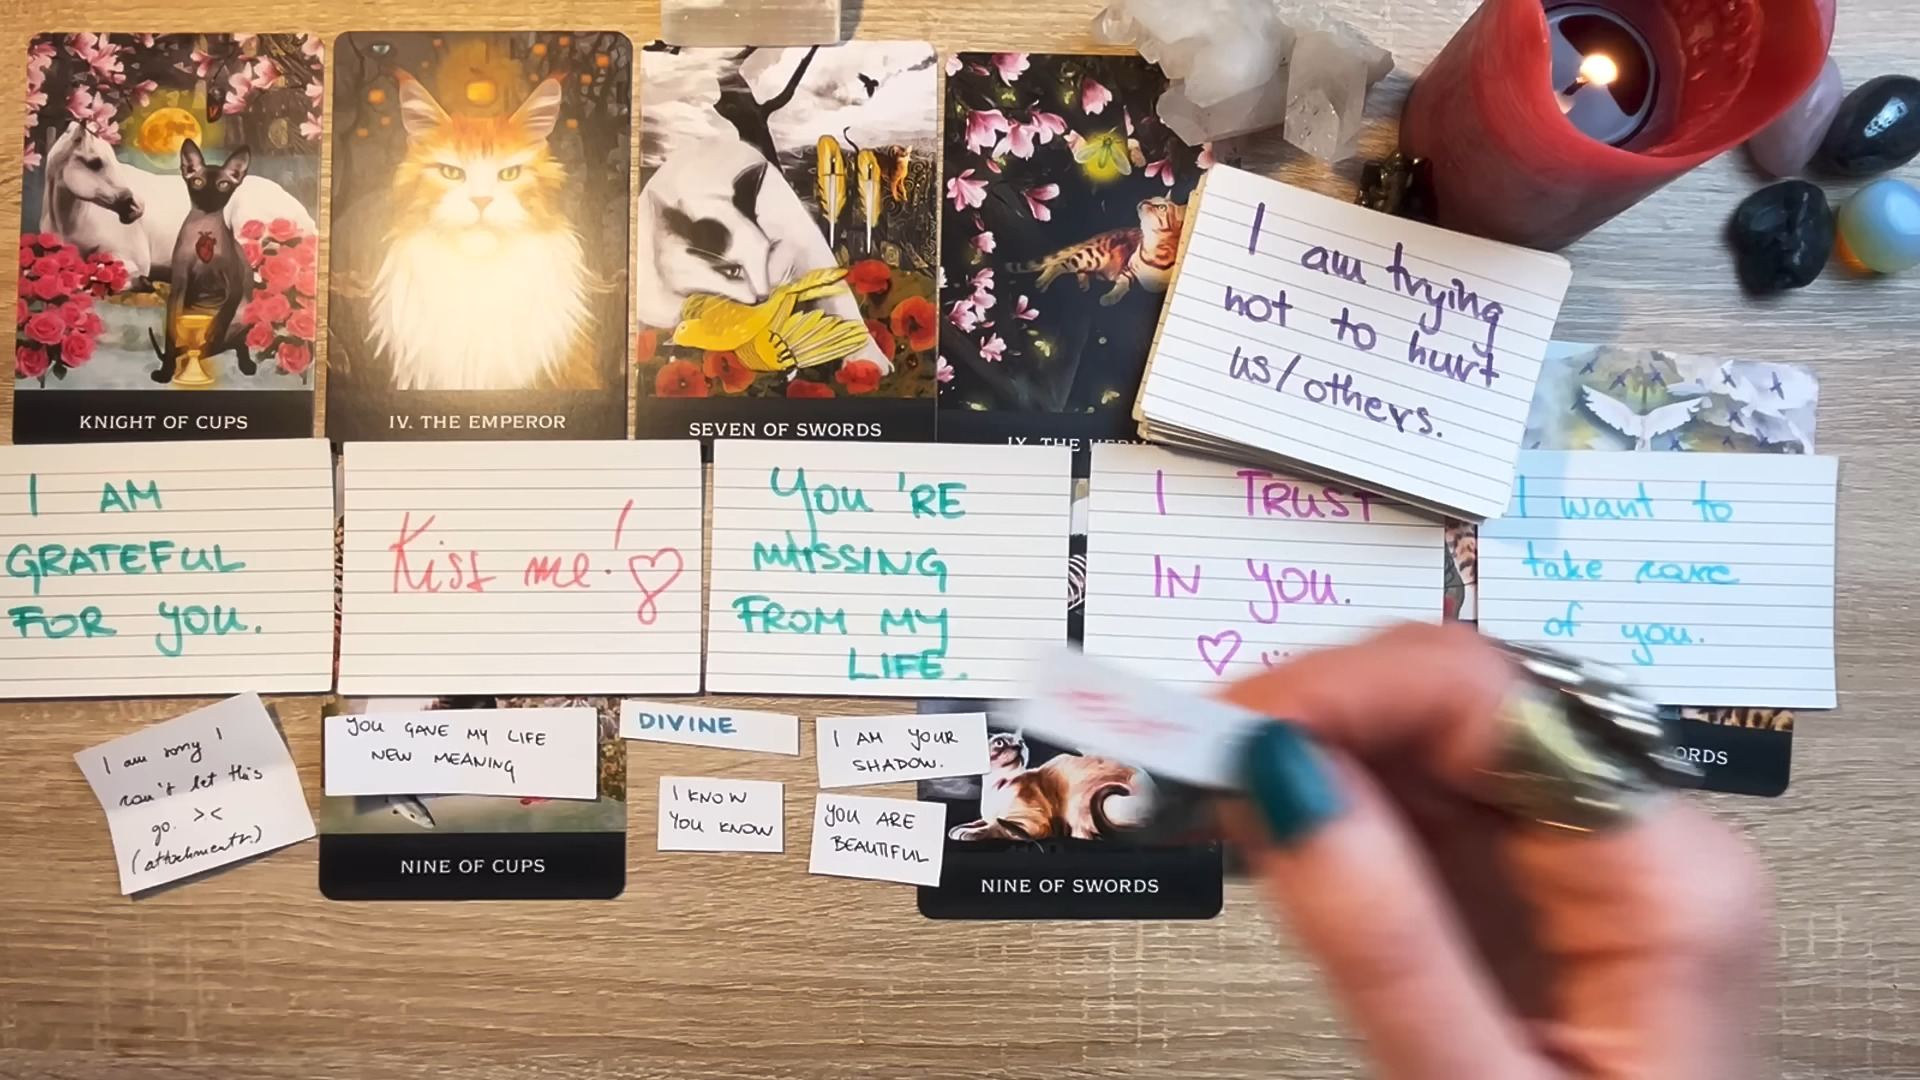 KNIGHT OF CUPS
IV. THE EMPEROR
SEVEN OF SWORDS
IX. THE
I am trying
not to hurt
us/others.
I AM
GRATEFUL
FOR YOU.
Kiss me!
YOU'RE
MISSING
FROM MY
LIFE.
I TRUST
IN YOU.
I want to
take care
of you.
I am sorry I
can't let this
go. ><
(attachment.)
YOU GAVE MY LIFE
NEW MEANING
NINE OF CUPS
DIVINE
I KNOW
YOU KNOW
I AM YOUR
SHADOW.
YOU ARE
BEAUTIFUL
NINE OF SWORDS